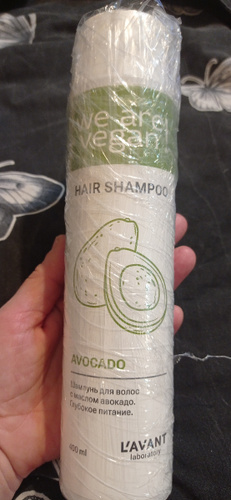 we are
vegan
HAIR SHAMPOO
AVOCADO
Шампунь для волос
с маслом авокадо.
Глубокое питание.
400 ml
L'AVANT
laboratory